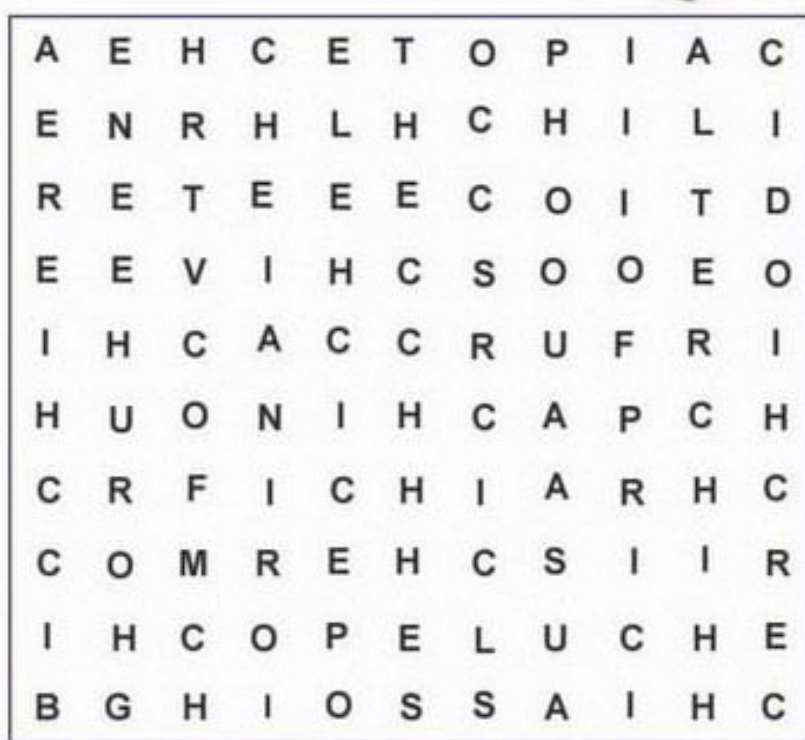 A E H C E T O P I A C
E N R H L H C H I L I
R E T E E E C O I T D
E E V I H C S O O E O
I H C A C C R U F R I
H U O N I H C A P C H
C R F I C H I A R H C
C O M R E H C S I I R
I H C O P E L U C H E
B G H I O S S A I H C